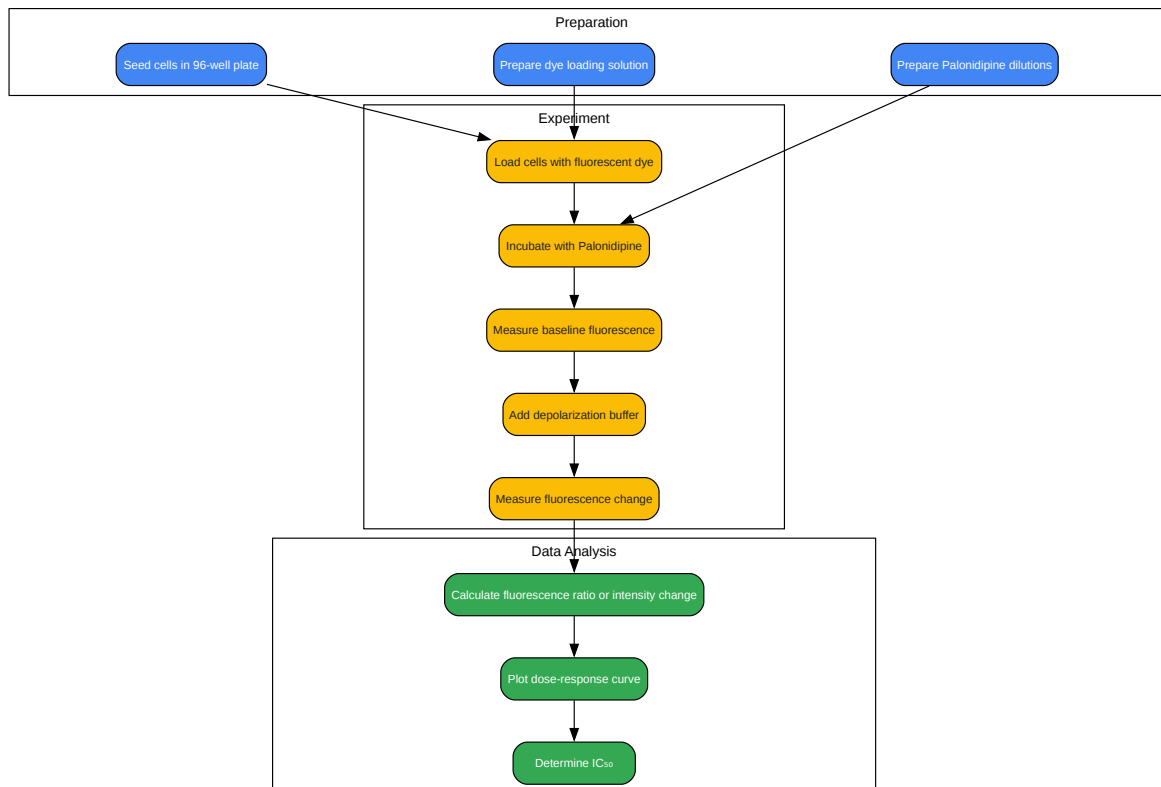 Preparation
Seed cells in 96-well plate
Prepare dye loading solution
Prepare Palonidipine dilutions
Experiment
Load cells with fluorescent dye
Incubate with Palonidipine
Measure baseline fluorescence
Add depolarization buffer
Measure fluorescence change
Data Analysis
Calculate fluorescence ratio or intensity change
Plot dose-response curve
Determine IC₅₀